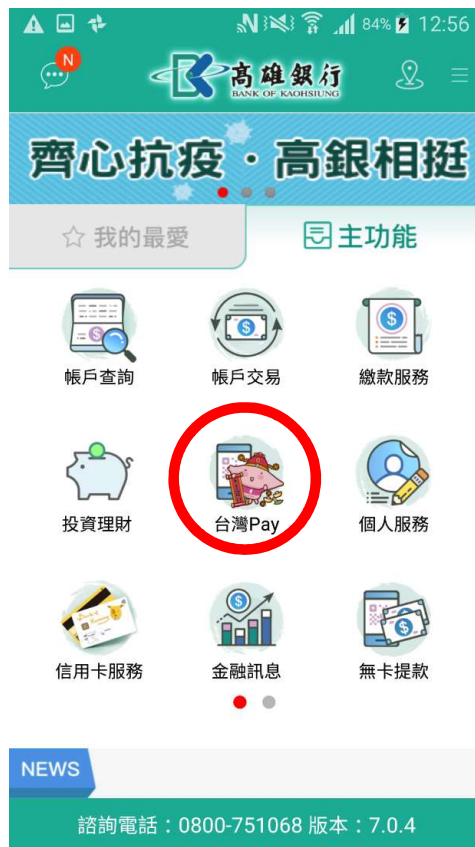 84% 12:56
N
高雄銀行
BANK OF KAOHSIUNG
齊心抗疫・高銀相挺
我的最愛
主功能
帳戶查詢
帳戶交易
繳款服務
投資理財
台灣Pay
個人服務
信用卡服務
金融訊息
無卡提款
NEWS
諮詢電話：0800-751068 版本：7.0.4